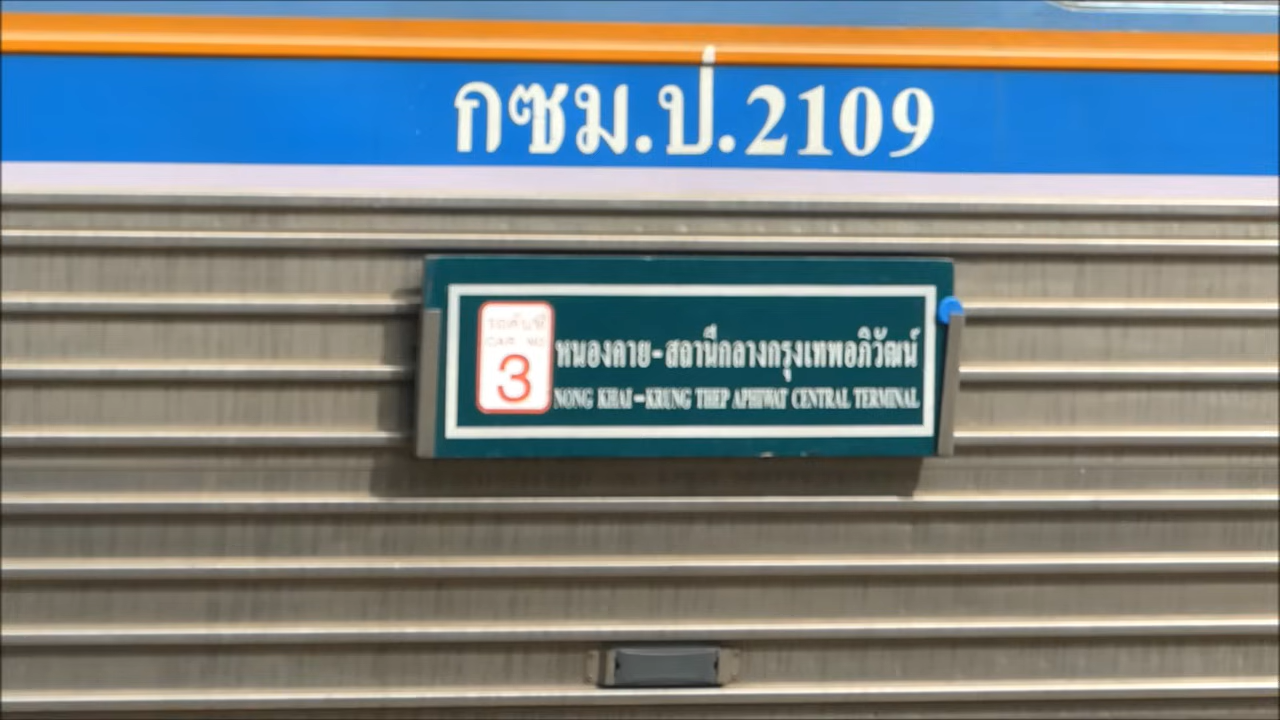 กซม.ป.2109
รถคันที่
CAR NO
3
หนองคาย-สถานีกลางกรุงเทพอภิวัฒน์
NONG KHAI-KRUNG THEP APHIWAT CENTRAL TERMINAL